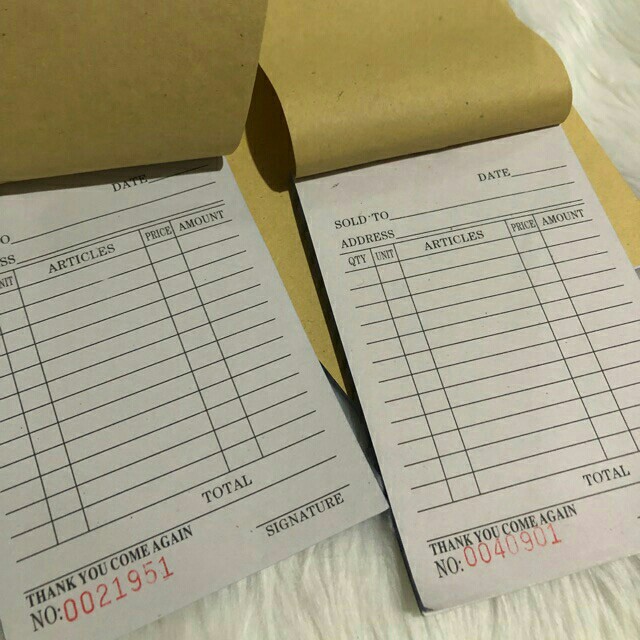 DATE
TO
ADDRESS
UNIT ARTICLES PRICE AMOUNT
TOTAL
SIGNATURE
THANK YOU COME AGAIN
NO: 0021951
DATE
SOLD TO
ADDRESS
QTY UNIT ARTICLES PRICE AMOUNT
TOTAL
THANK YOU COME AGAIN
NO: 0040901